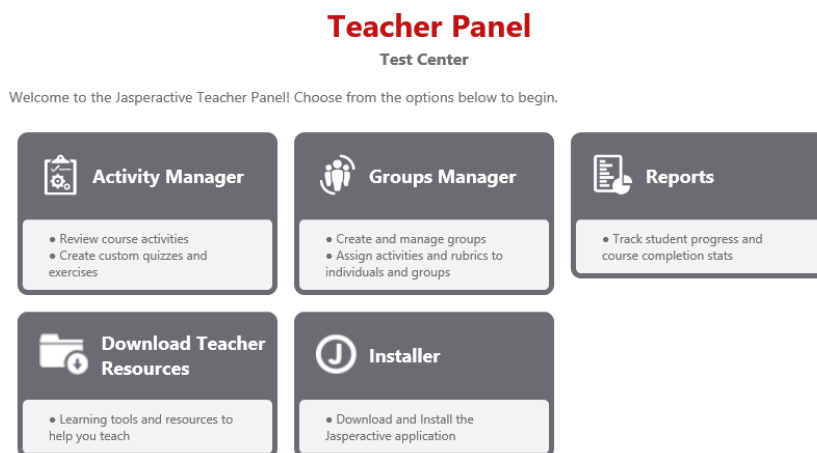 Teacher Panel
Test Center
Welcome to the Jasperactive Teacher Panel! Choose from the options below to begin.
Activity Manager
● Review course activities
● Create custom quizzes and
exercises
Groups Manager
● Create and manage groups
● Assign activities and rubrics to
individuals and groups
Reports
● Track student progress and
course completion stats
Download Teacher
Resources
● Learning tools and resources to
help you teach
J
Installer
● Download and Install the
Jasperactive application